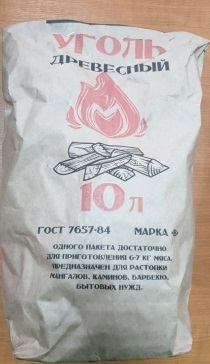 УГОЛЬ
ДРЕВЕСНЫЙ
10 л
ГОСТ 7657-84 МАРКА
ОДНОГО ПАКЕТА ДОСТАТОЧНО
ДЛЯ ПРИГОТОВЛЕНИЯ 6-7 КГ МЯСА.
ПРЕДНАЗНАЧЕН ДЛЯ РАСТОПКИ
МАНГАЛОВ, КАМИНОВ, БАРБЕКЮ,
БЫТОВЫХ НУЖД.